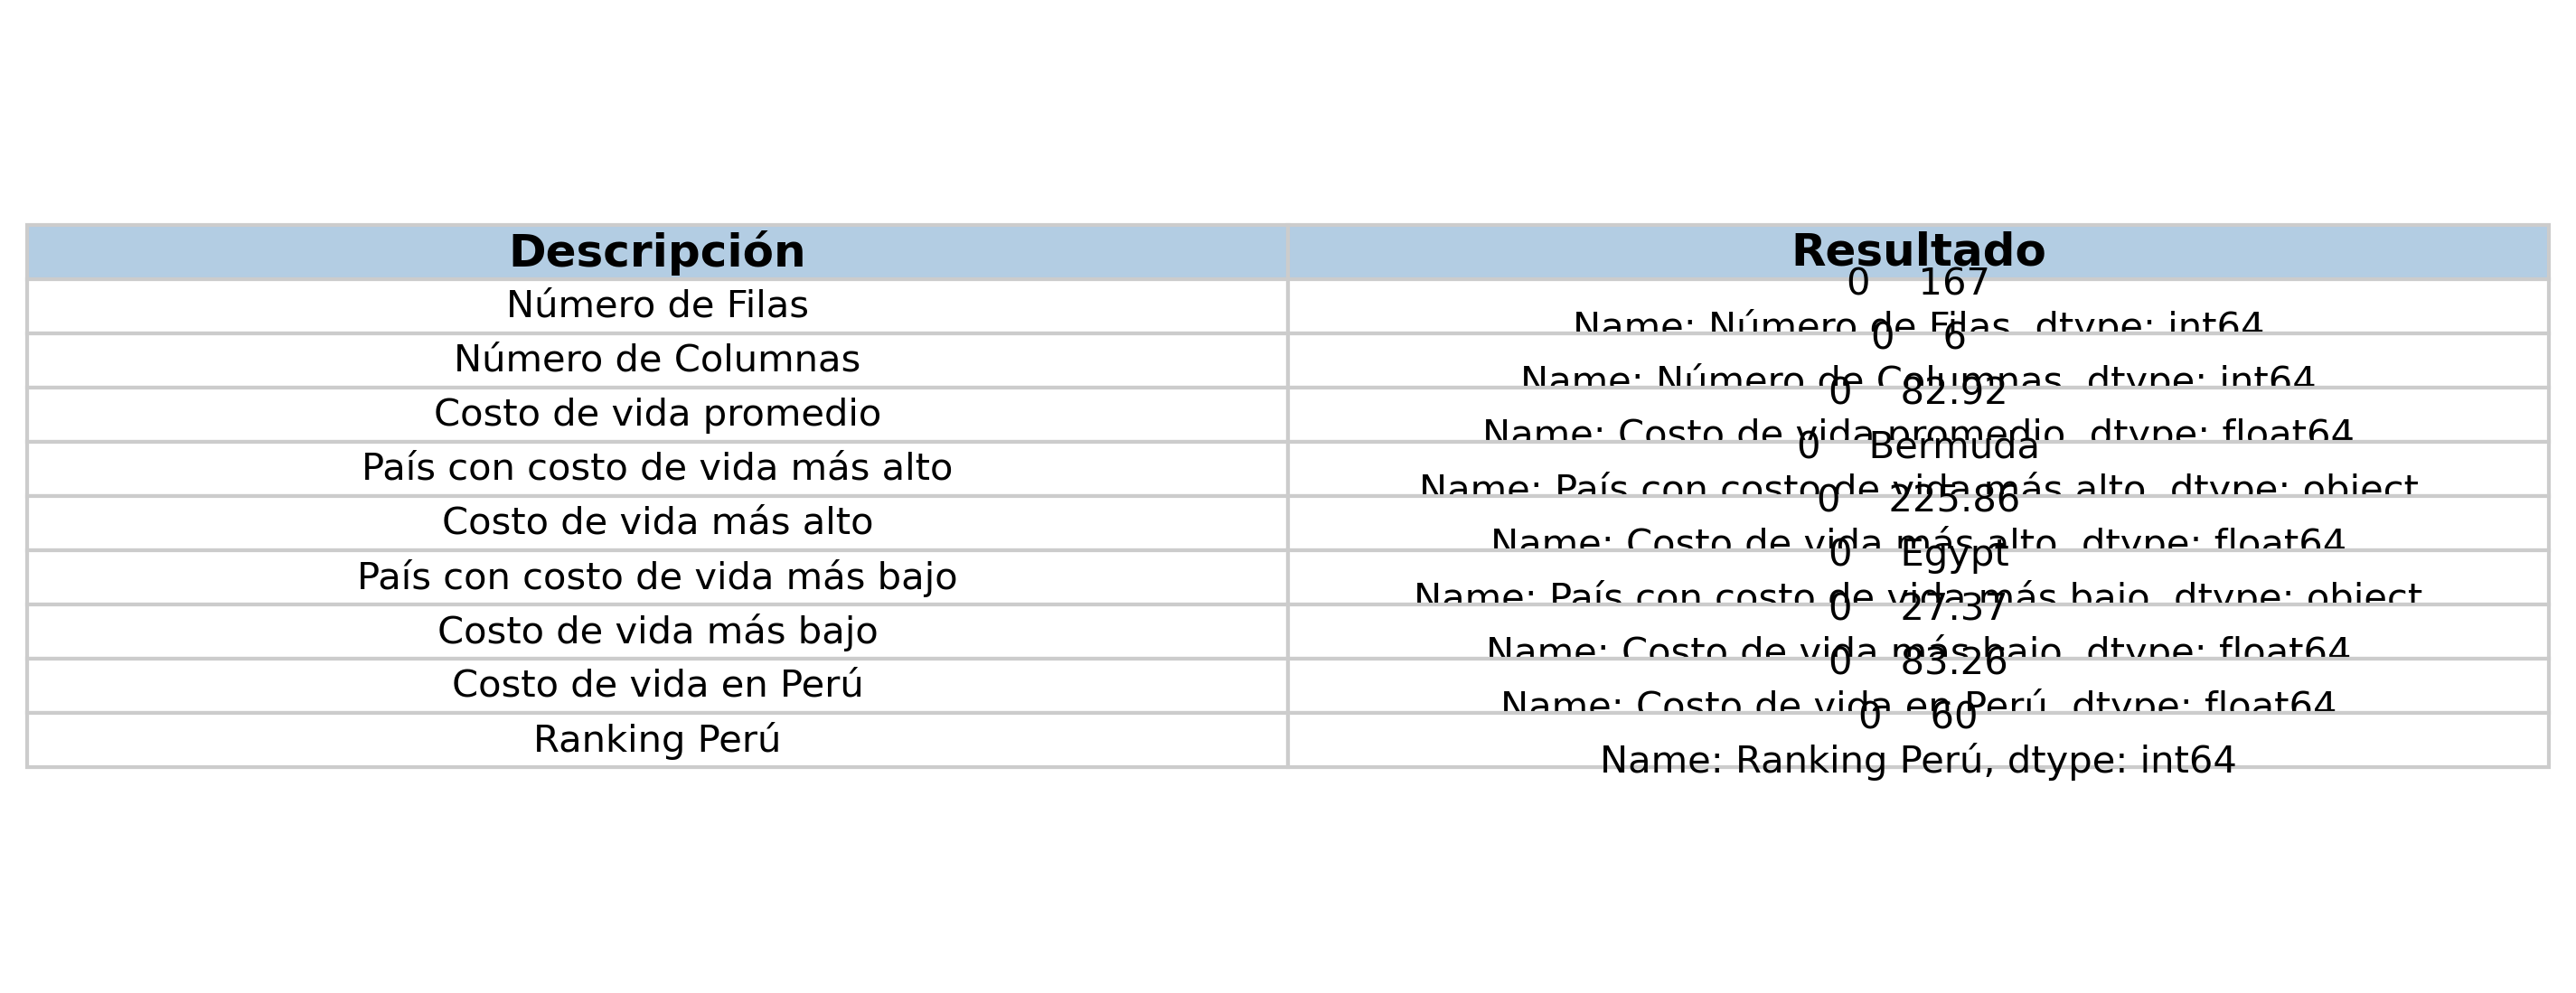 Descripción Resultado
Número de Filas 0 167
Name: Número de Filas, dtype: int64
Número de Columnas 0 6
Name: Número de Columnas, dtype: int64
Costo de vida promedio 0 82.92
Name: Costo de vida promedio, dtype: float64
País con costo de vida más alto 0 Bermuda
Name: País con costo de vida más alto, dtype: object
Costo de vida más alto 0 225.86
Name: Costo de vida más alto, dtype: float64
País con costo de vida más bajo 0 Egypt
Name: País con costo de vida más bajo, dtype: object
Costo de vida más bajo 0 27.37
Name: Costo de vida más bajo, dtype: float64
Costo de vida en Perú 0 83.26
Name: Costo de vida en Perú, dtype: float64
Ranking Perú 0 60
Name: Ranking Perú, dtype: int64